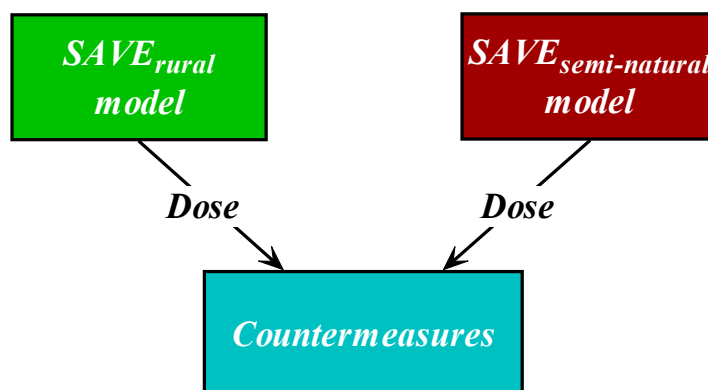 SAVErural
model
SAVEsemi-natural
model
Dose
Dose
Countermeasures